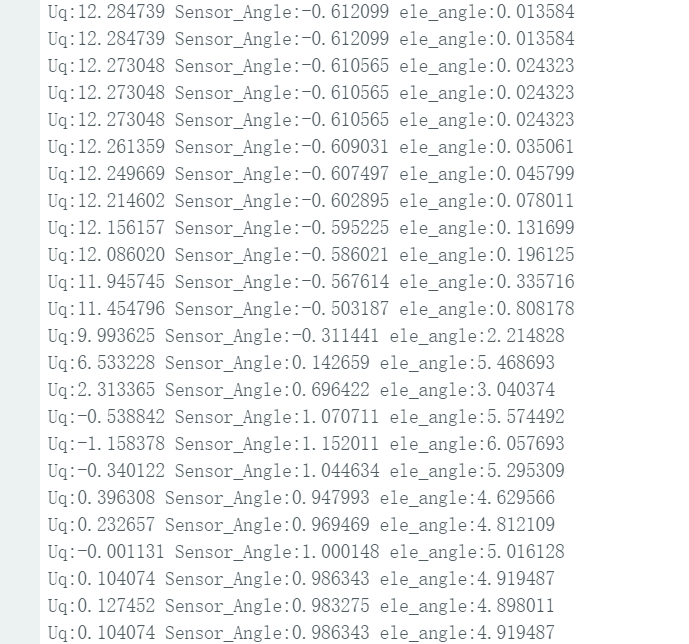 Uq:12.284739 Sensor_Angle:-0.612099 ele_angle:0.013584
Uq:12.284739 Sensor_Angle:-0.612099 ele_angle:0.013584
Uq:12.273048 Sensor_Angle:-0.610565 ele_angle:0.024323
Uq:12.273048 Sensor_Angle:-0.610565 ele_angle:0.024323
Uq:12.273048 Sensor_Angle:-0.610565 ele_angle:0.024323
Uq:12.261359 Sensor_Angle:-0.609031 ele_angle:0.035061
Uq:12.249669 Sensor_Angle:-0.607497 ele_angle:0.045799
Uq:12.214602 Sensor_Angle:-0.602895 ele_angle:0.078011
Uq:12.156157 Sensor_Angle:-0.595225 ele_angle:0.131699
Uq:12.086020 Sensor_Angle:-0.586021 ele_angle:0.196125
Uq:11.945745 Sensor_Angle:-0.567614 ele_angle:0.335716
Uq:11.454796 Sensor_Angle:-0.503187 ele_angle:0.808178
Uq:9.993625 Sensor_Angle:-0.311441 ele_angle:2.214828
Uq:6.533228 Sensor_Angle:0.142659 ele_angle:5.468693
Uq:2.313365 Sensor_Angle:0.696422 ele_angle:3.040374
Uq:-0.538842 Sensor_Angle:1.070711 ele_angle:5.574492
Uq:-1.158378 Sensor_Angle:1.152011 ele_angle:6.057693
Uq:-0.340122 Sensor_Angle:1.044634 ele_angle:5.295309
Uq:0.396308 Sensor_Angle:0.947993 ele_angle:4.629566
Uq:0.232657 Sensor_Angle:0.969469 ele_angle:4.812109
Uq:-0.001131 Sensor_Angle:1.000148 ele_angle:5.016128
Uq:0.104074 Sensor_Angle:0.986343 ele_angle:4.919487
Uq:0.127452 Sensor_Angle:0.983275 ele_angle:4.898011
Uq:0.104074 Sensor_Angle:0.986343 ele_angle:4.919487